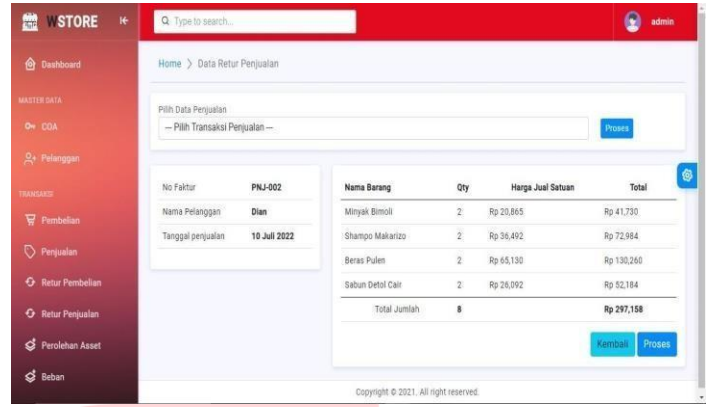 WSTORE
Type to search...
admin
Dashboard
MASTER DATA
COA
Pelanggan
TRANSAKSI
Pembelian
Penjualan
Retur Pembelian
Retur Penjualan
Perolehan Asset
Beban
Home > Data Retur Penjualan
Pilih Data Penjualan
--- Pilih Transaksi Penjualan ---
Proses
No Faktur PNJ-002
Nama Pelanggan Dian
Tanggal penjualan 10 Juli 2022
Nama Barang Qty Harga Jual Satuan Total
Minyak Bimoli 2 Rp 20,865 Rp 41,730
Shampo Makarizo 2 Rp 36,492 Rp 72,984
Beras Pulen 2 Rp 65,130 Rp 130,260
Sabun Detol Cair 2 Rp 26,092 Rp 52,184
Total Jumlah 8 Rp 297,158
Kembali Proses
Copyright © 2021. All right reserved.